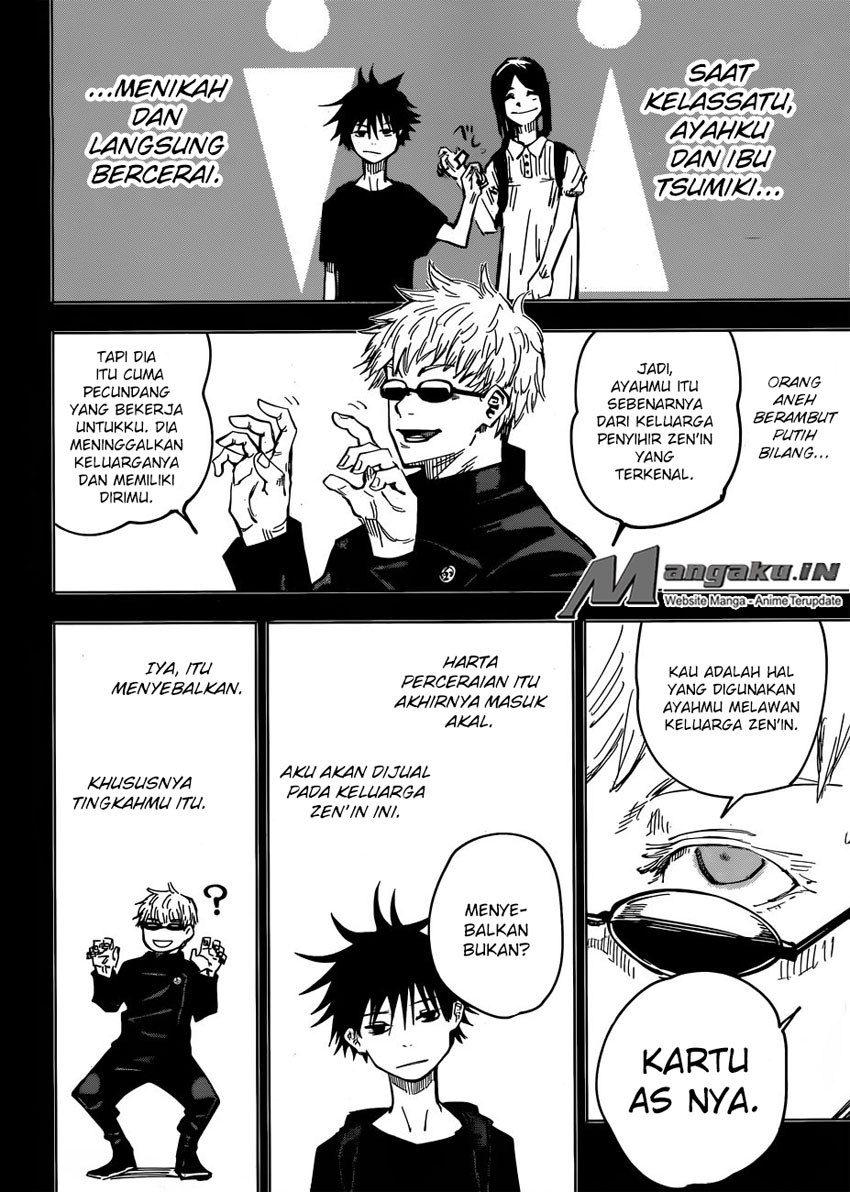 SAAT
KELASSATU,
AYAHKU
DAN IBU
TSUMIKI...
...MENIKAH
DAN
LANGSUNG
BERCERAI.
ORANG
ANEH
BERAMBUT
PUTIH
BILANG...
JADI,
AYAHMU ITU
SEBENARNYA
DARI KELUARGA
PENYIHIR ZEN'IN
YANG
TERKENAL.
TAPI DIA
ITU CUMA
PECUNDANG
YANG BEKERJA
UNTUKKU. DIA
MENINGGALKAN
KELUARGANYA
DAN MEMILIKI
DIRIMU.
Mangaku.iN
Website Manga - Anime Terupdate
KAU ADALAH HAL
YANG DIGUNAKAN
AYAHMU MELAWAN
KELUARGA ZEN'IN.
KARTU
AS NYA.
HARTA
PERCERAIAN ITU
AKHIRNYA MASUK
AKAL.
AKU AKAN DIJUAL
PADA KELUARGA
ZEN'IN INI.
MENYE-
BALKAN
BUKAN?
IYA, ITU
MENYEBALKAN.
KHUSUSNYA
TINGKAHMU ITU.
?